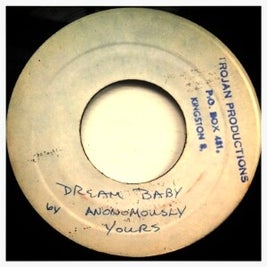 TROJAN PRODUCTIONS
P.O. BOX 481.
KINGSTON 8,
DREAM BABY
by ANONOMOUSLY
YOURS